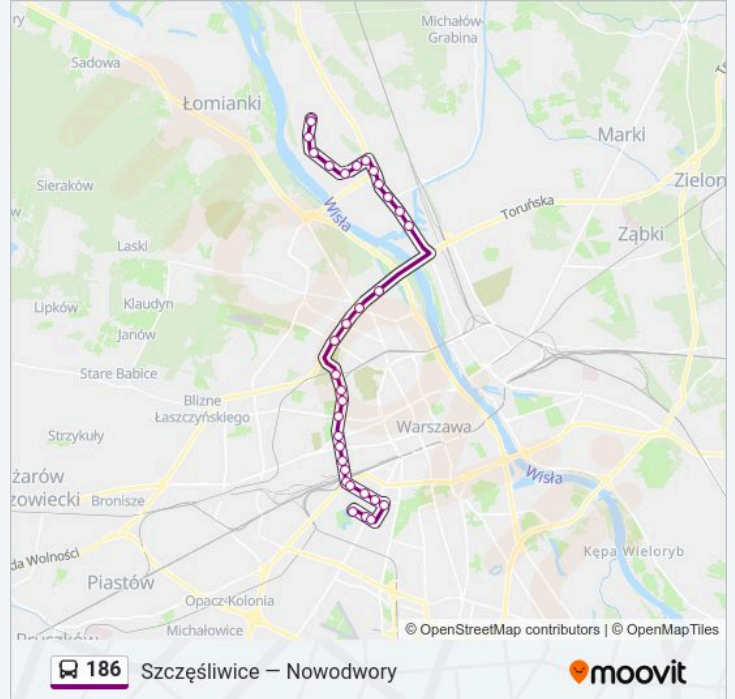 ry
Michałów-
Grabina
Sadowa
Łomianki
Marki
Sieraków
Zielon
Toruńska
Wisła
w
Laski
Ząbki
Lipków
Klaudyn
Janów
Stare Babice
Blizne
Łaszczyńskiego
Warszawa
Strzykuły
żarów
zowiecki
Bronisze
Wisła
da Wolności
Kępa Wieloryb
Piastów
Opacz-Kolonia
Michałowice
Pruszków
© OpenStreetMap contributors | © OpenMapTiles
186 Szczęśliwice — Nowodwory
moovit